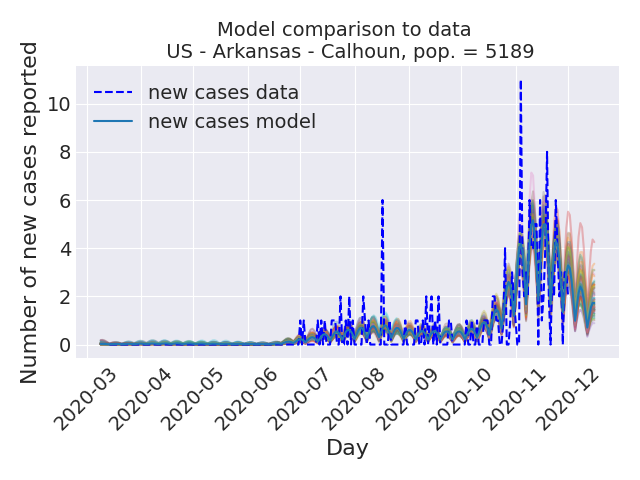 Model comparison to data
US - Arkansas - Calhoun, pop. = 5189
Number of new cases reported
10
8
6
4
2
0
new cases data
new cases model
2020-03
2020-04
2020-05
2020-06
2020-07
2020-08
2020-09
2020-10
2020-11
2020-12
Day